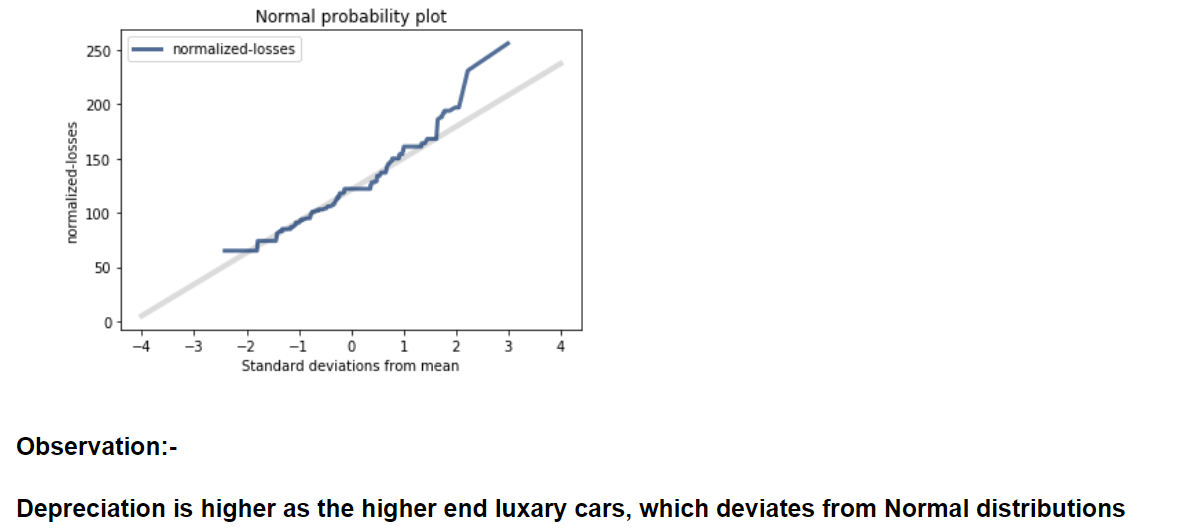 Normal probability plot
normalized-losses
250
200
150
100
50
0
normalized-losses
−4 −3 −2 −1 0 1 2 3 4
Standard deviations from mean
Observation:-
Depreciation is higher as the higher end luxary cars, which deviates from Normal distributions